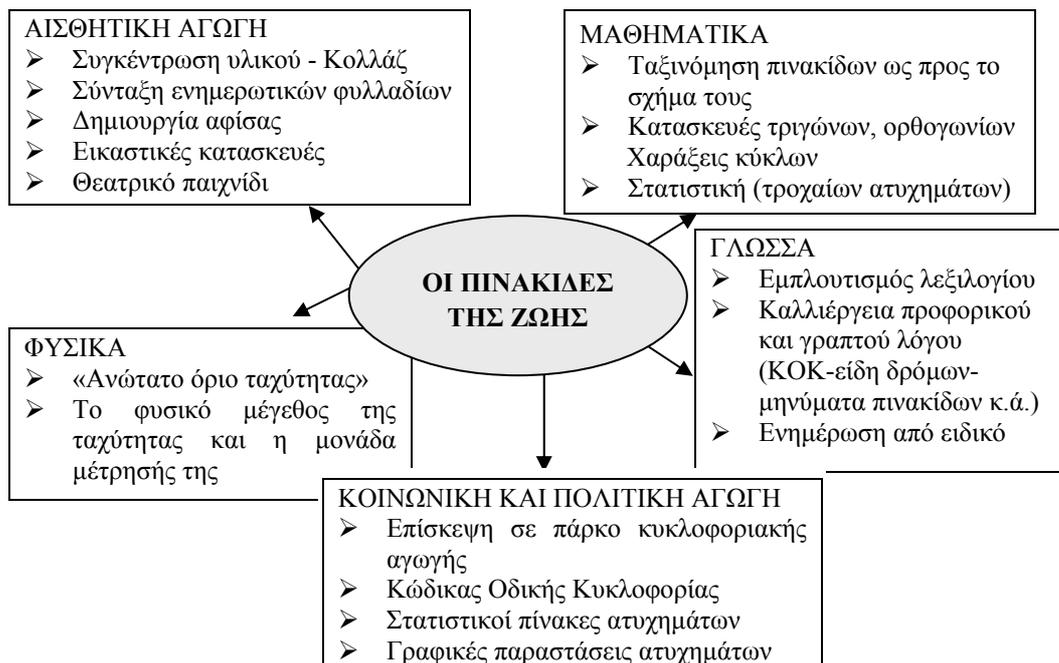 ΑΙΣΘΗΤΙΚΗ ΑΓΩΓΗ
➢ Συγκέντρωση υλικού - Κολλάζ
➢ Σύνταξη ενημερωτικών φυλλαδίων
➢ Δημιουργία αφίσας
➢ Εικαστικές κατασκευές
➢ Θεατρικό παιχνίδι
ΜΑΘΗΜΑΤΙΚΑ
➢ Ταξινόμηση πινακίδων ως προς το
σχήμα τους
➢ Κατασκευές τριγώνων, ορθογωνίων
Χαράξεις κύκλων
➢ Στατιστική (τροχαίων ατυχημάτων)
ΟΙ ΠΙΝΑΚΙΔΕΣ
ΤΗΣ ΖΩΗΣ
ΓΛΩΣΣΑ
➢ Εμπλουτισμός λεξιλογίου
➢ Καλλιέργεια προφορικού
και γραπτού λόγου
(ΚΟΚ-είδη δρόμων-
μηνύματα πινακίδων κ.ά.)
➢ Ενημέρωση από ειδικό
ΦΥΣΙΚΑ
➢ «Ανώτατο όριο ταχύτητας»
➢ Το φυσικό μέγεθος της
ταχύτητας και η μονάδα
μέτρησής της
ΚΟΙΝΩΝΙΚΗ ΚΑΙ ΠΟΛΙΤΙΚΗ ΑΓΩΓΗ
➢ Επίσκεψη σε πάρκο κυκλοφοριακής
αγωγής
➢ Κώδικας Οδικής Κυκλοφορίας
➢ Στατιστικοί πίνακες ατυχημάτων
➢ Γραφικές παραστάσεις ατυχημάτων